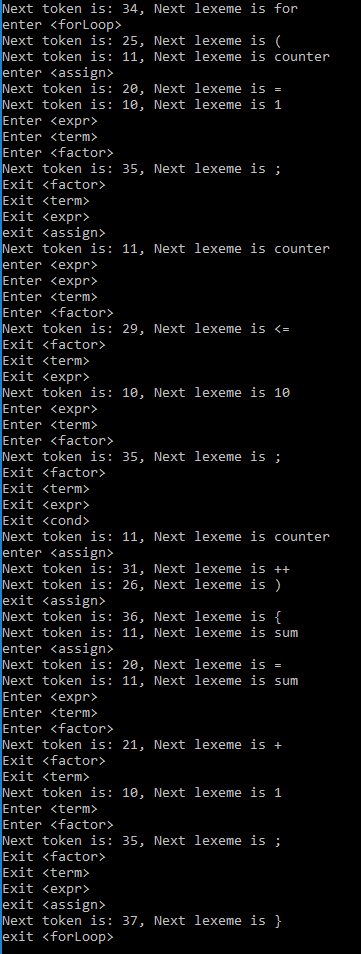 Next token is: 34, Next lexeme is for
enter <forLoop>
Next token is: 25, Next lexeme is (
Next token is: 11, Next lexeme is counter
enter <assign>
Next token is: 20, Next lexeme is =
Next token is: 10, Next lexeme is 1
Enter <expr>
Enter <term>
Enter <factor>
Next token is: 35, Next lexeme is ;
Exit <factor>
Exit <term>
Exit <expr>
exit <assign>
Next token is: 11, Next lexeme is counter
enter <expr>
Enter <expr>
Enter <term>
Enter <factor>
Next token is: 29, Next lexeme is <=
Exit <factor>
Exit <term>
Exit <expr>
Next token is: 10, Next lexeme is 10
Enter <expr>
Enter <term>
Enter <factor>
Next token is: 35, Next lexeme is ;
Exit <factor>
Exit <term>
Exit <expr>
Exit <cond>
Next token is: 11, Next lexeme is counter
enter <assign>
Next token is: 31, Next lexeme is ++
Next token is: 26, Next lexeme is )
exit <assign>
Next token is: 36, Next lexeme is {
Next token is: 11, Next lexeme is sum
enter <assign>
Next token is: 20, Next lexeme is =
Next token is: 11, Next lexeme is sum
Enter <expr>
Enter <term>
Enter <factor>
Next token is: 21, Next lexeme is +
Exit <factor>
Exit <term>
Next token is: 10, Next lexeme is 1
Enter <term>
Enter <factor>
Next token is: 35, Next lexeme is ;
Exit <factor>
Exit <term>
Exit <expr>
exit <assign>
Next token is: 37, Next lexeme is }
exit <forLoop>